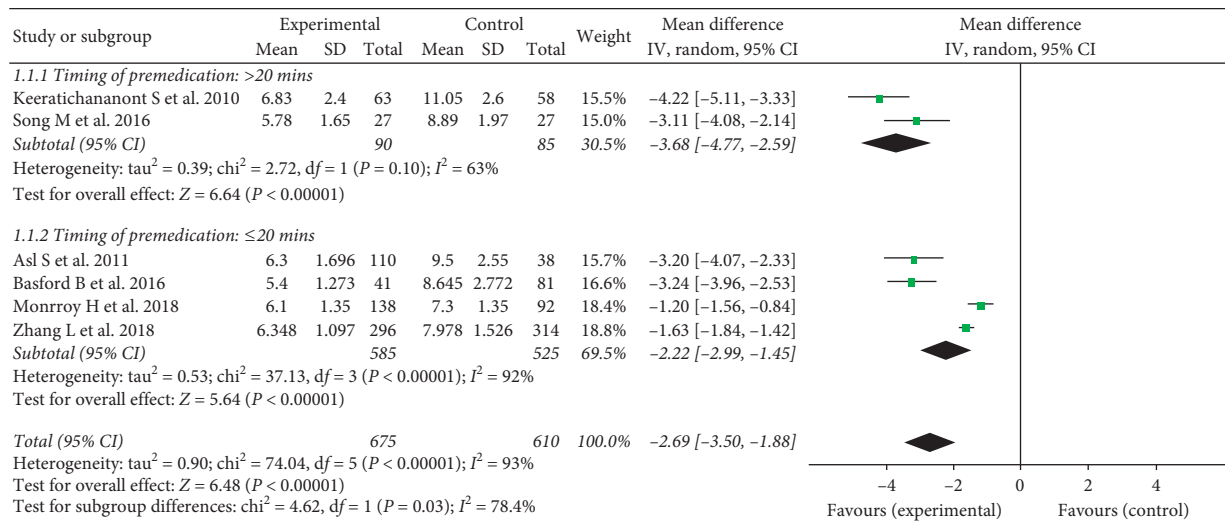 Study or subgroup Experimental Control Weight Mean difference Mean difference
Mean SD Total Mean SD Total IV, random, 95% CI IV, random, 95% CI
1.1.1 Timing of premedication: >20 mins
Keeratichananont S et al. 2010 6.83 2.4 63 11.05 2.6 58 15.5% –4.22 [–5.11, –3.33)
Song M et al. 2016 5.78 1.65 27 8.89 1.97 27 15.0% –3.11 [–4.08, –2.14)
Subtotal (95% CI) 90 85 30.5% –3.68 [–4.77, –2.59]
Heterogeneity: tau² = 0.39; chi² = 2.72, df = 1 (P = 0.10); I² = 63%
Test for overall effect: Z = 6.64 (P < 0.00001)
1.1.2 Timing of premedication: ≤20 mins
Asl S et al. 2011 6.3 1.696 110 9.5 2.55 38 15.7% –3.20 [–4.07, –2.33)
Basford B et al. 2016 5.4 1.273 41 8.645 2.772 81 16.6% –3.24 [–3.96, –2.53)
Monrroy H et al. 2018 6.1 1.35 138 7.3 1.35 92 18.4% –1.20 [–1.56, –0.84)
Zhang L et al. 2018 6.348 1.097 296 7.978 1.526 314 18.8% –1.63 [–1.84, –1.42)
Subtotal (95% CI) 585 525 69.5% –2.22 [–2.99, –1.45]
Heterogeneity: tau² = 0.53; chi² = 37.13, df = 3 (P < 0.00001); I² = 92%
Test for overall effect: Z = 5.64 (P < 0.00001)
Total (95% CI) 675 610 100.0% –2.69 [–3.50, –1.88]
Heterogeneity: tau² = 0.90; chi² = 74.04, df = 5 (P < 0.00001); I² = 93%
Test for overall effect: Z = 6.48 (P < 0.00001)
Test for subgroup differences: chi² = 4.62, df = 1 (P = 0.03); I² = 78.4%
–4 –2 0 2 4
Favours (experimental) Favours (control)